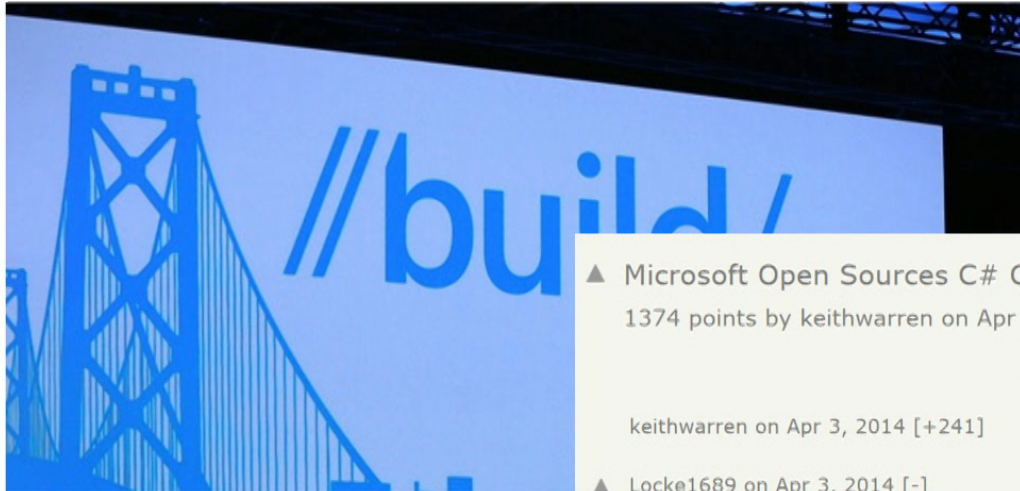 //build/
Microsoft Open Sources C#
1374 points by keithwarren on Apr
keithwarren on Apr 3, 2014 [+241]
Locke1689 on Apr 3, 2014 [-]